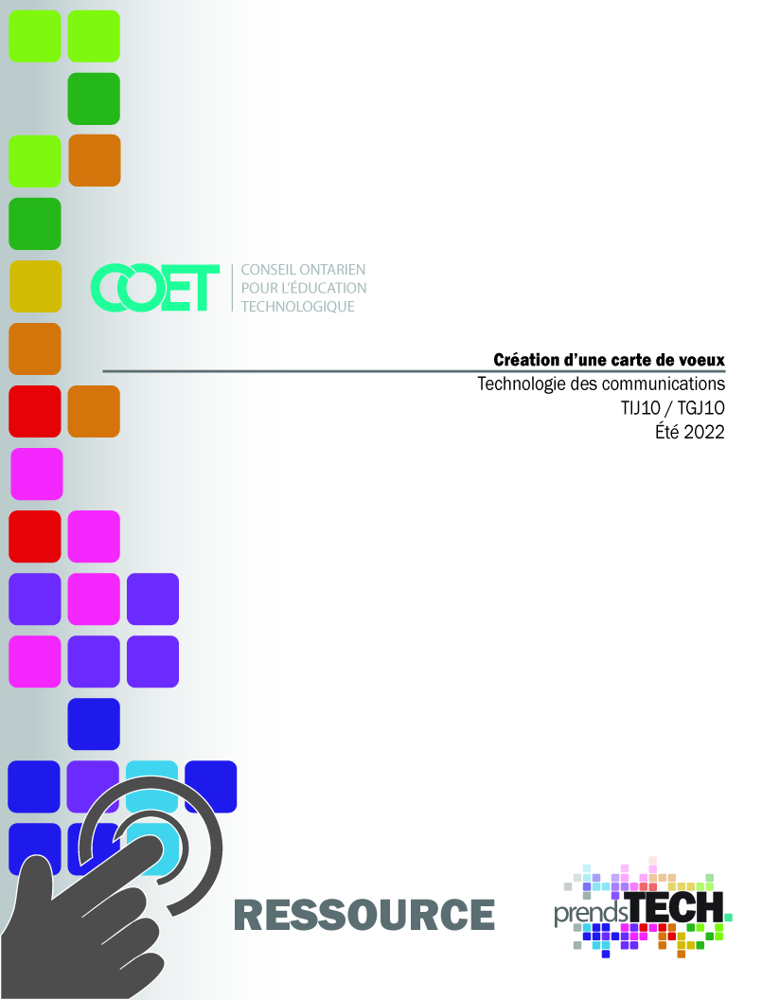 COET
CONSEIL ONTARIEN
POUR L'ÉDUCATION
TECHNOLOGIQUE
Création d'une carte de voeux
Technologie des communications
TIJ10 / TGJ1O
Été 2022
RESSOURCE
prendsTECH